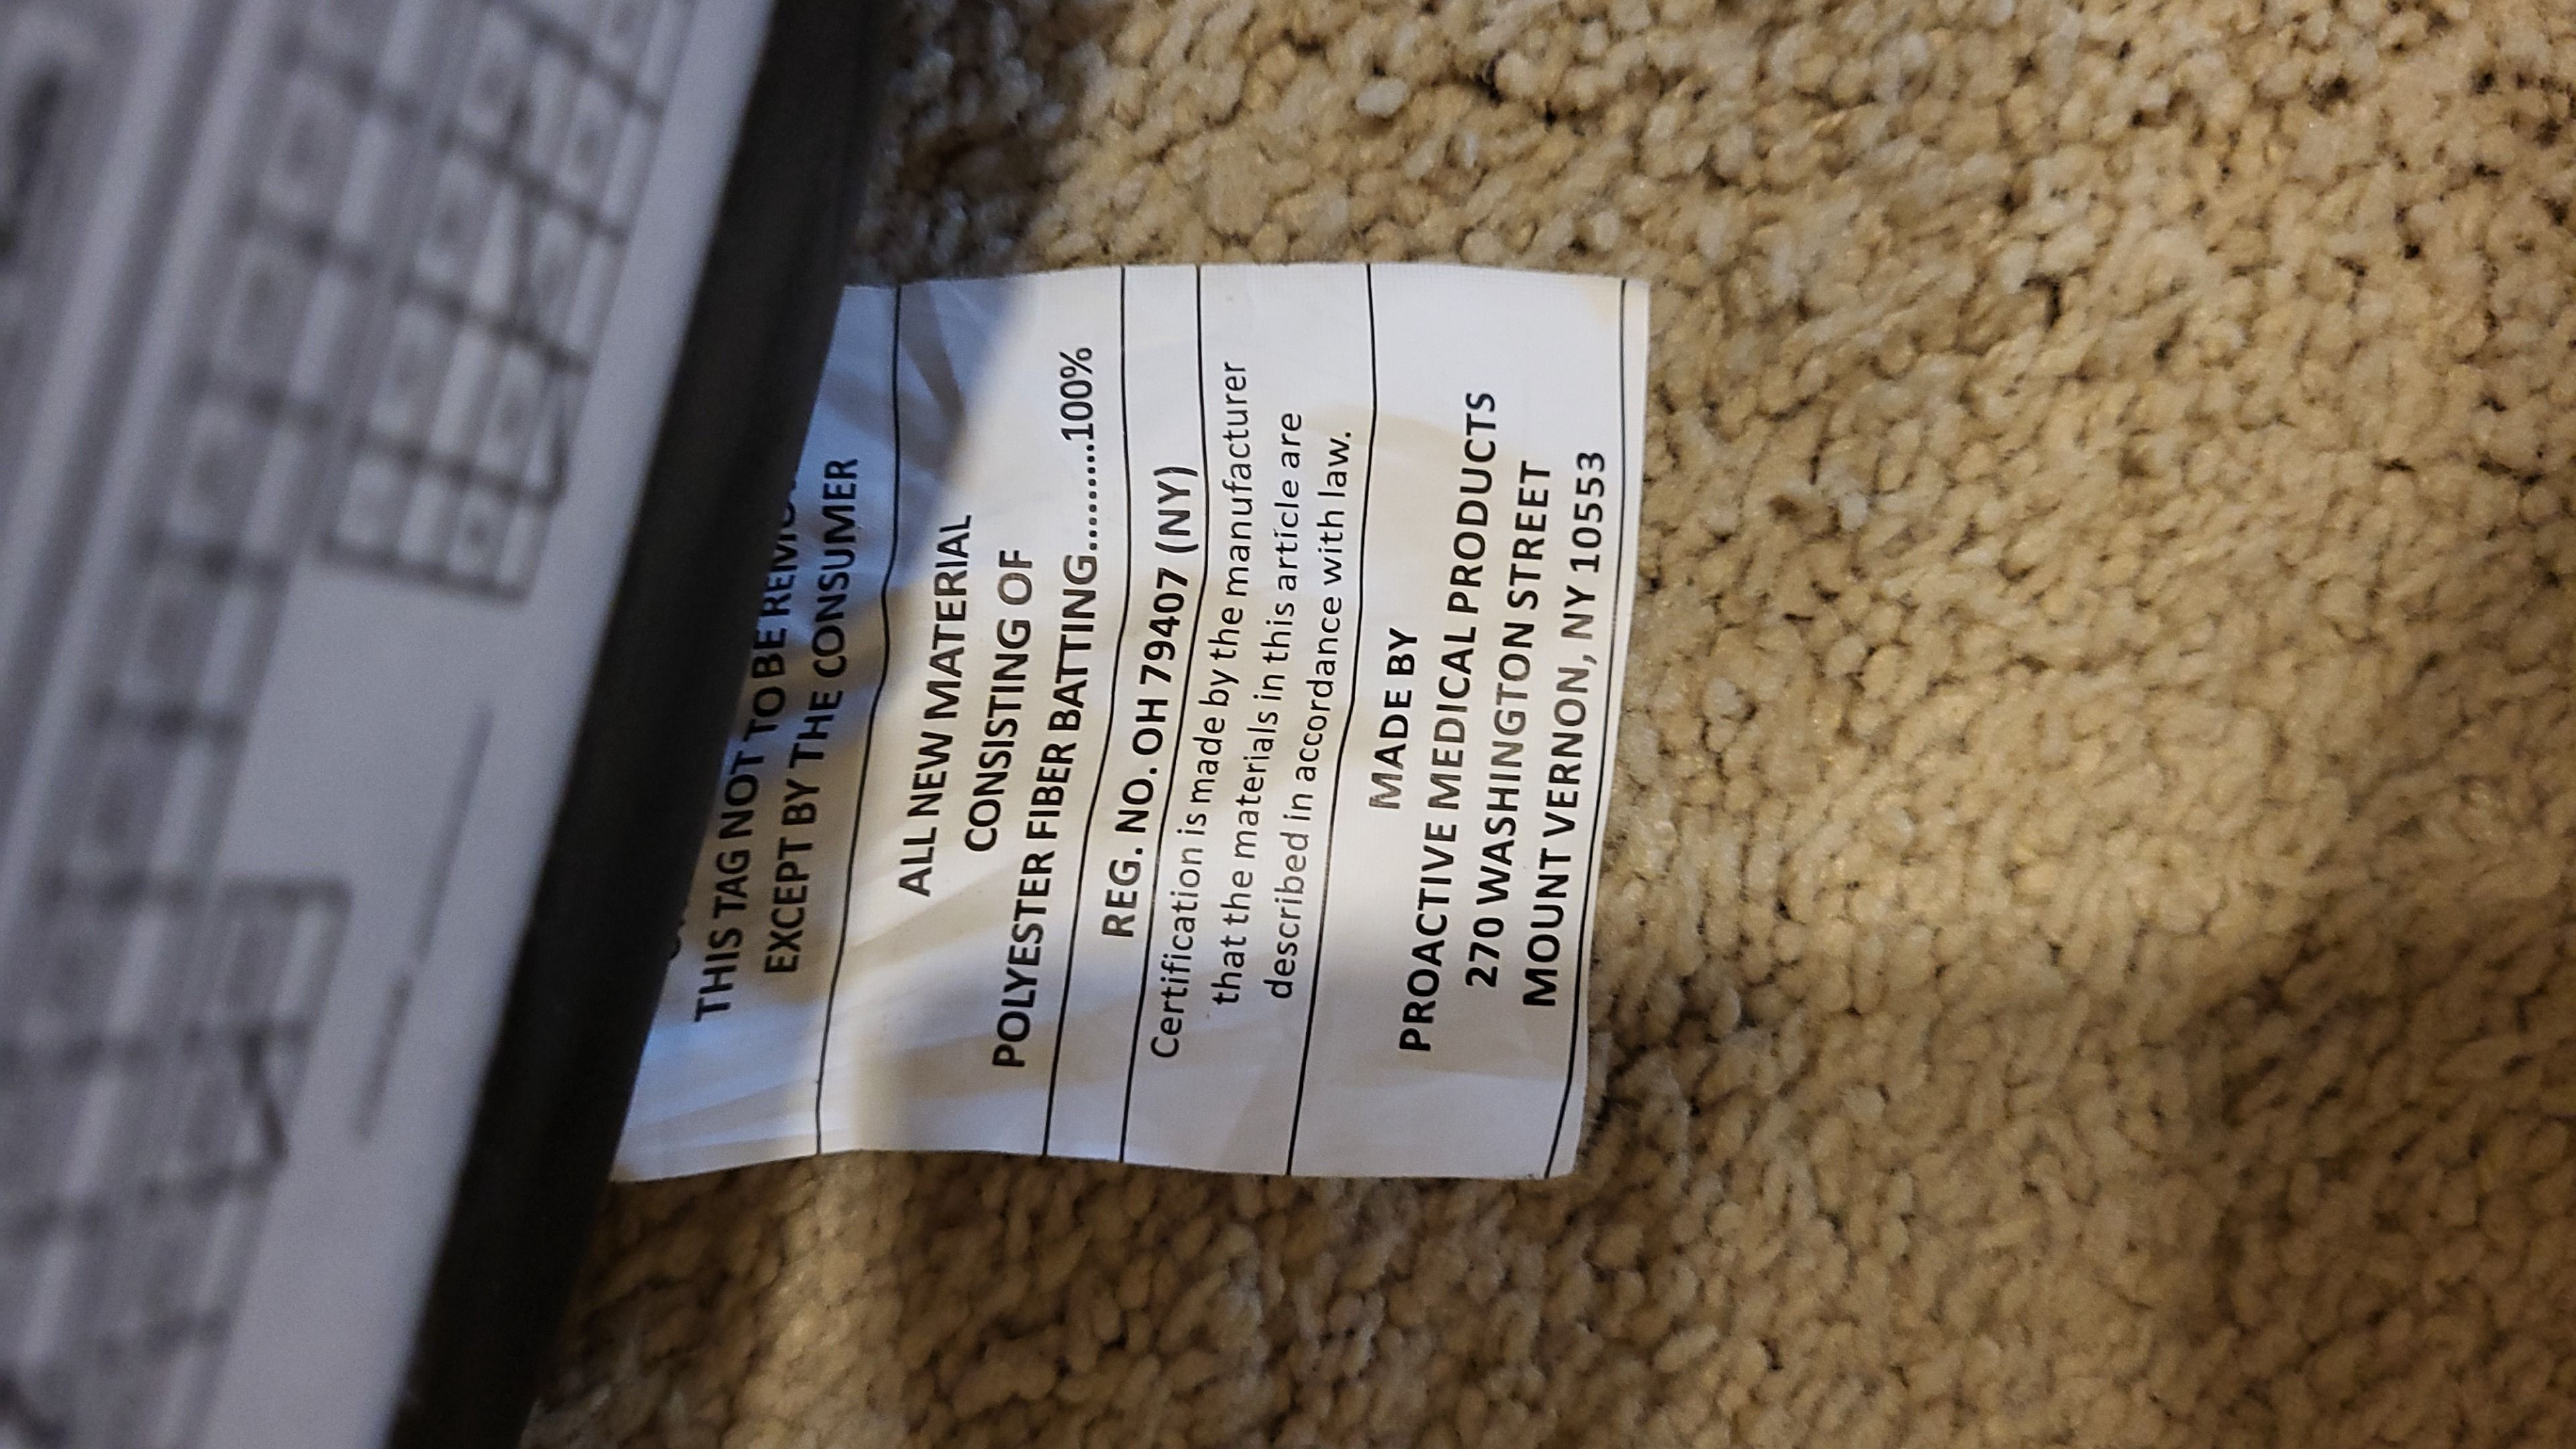 THIS TAG NOT TO BE
EXCEPT BY THE CONSUMER
ALL NEW MATERIAL
CONSISTING OF
POLYESTER FIBER BATTING..........100%
REG. NO. OH 79407 (NY)
Certification is made by the manufacturer
that the materials in this article are
described in accordance with law.
MADE BY
PROACTIVE MEDICAL PRODUCTS
270 WASHINGTON STREET
MOUNT VERNON, NY 10553